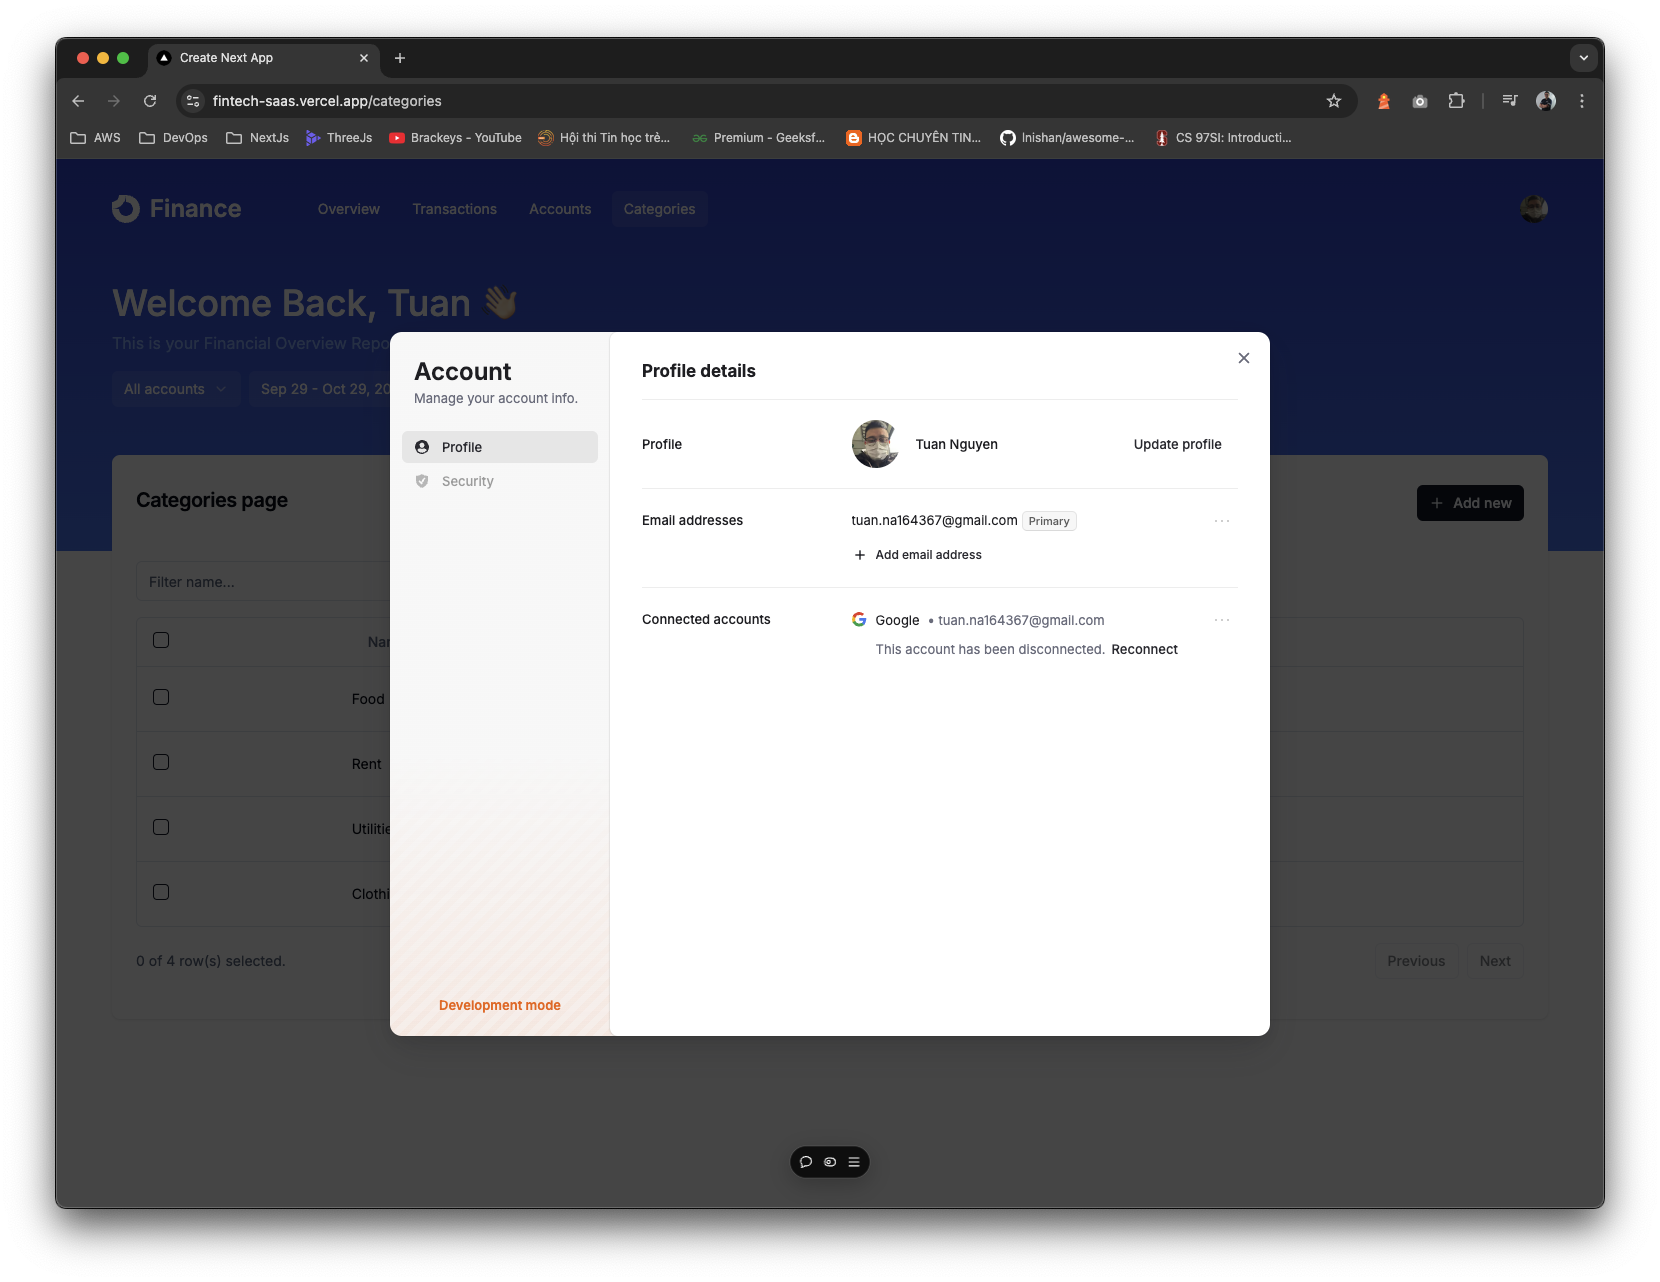 Create Next App
fintech-saas.vercel.app/categories
AWS DevOps NextJs ThreeJs Brackeys - YouTube Hội thi Tin học trẻ... Premium - Geeksf... HỌC CHUYÊN TIN... Inishan/awesome-... CS 97SI: Introducti...
Finance Overview Transactions Accounts Categories
Welcome Back, Tuan 👋
This is your Financial Overview Repo
All accounts Sep 29 - Oct 29, 20
Categories page
Add new
Filter name...
Nar
Food
Rent
Utilitie
Clothi
0 of 4 row(s) selected.
Previous Next
Account
Manage your account info.
Profile
Security
Development mode
Profile details
Profile Tuan Nguyen Update profile
Email addresses tuan.na164367@gmail.com Primary
Add email address
Connected accounts Google • tuan.na164367@gmail.com
This account has been disconnected. Reconnect